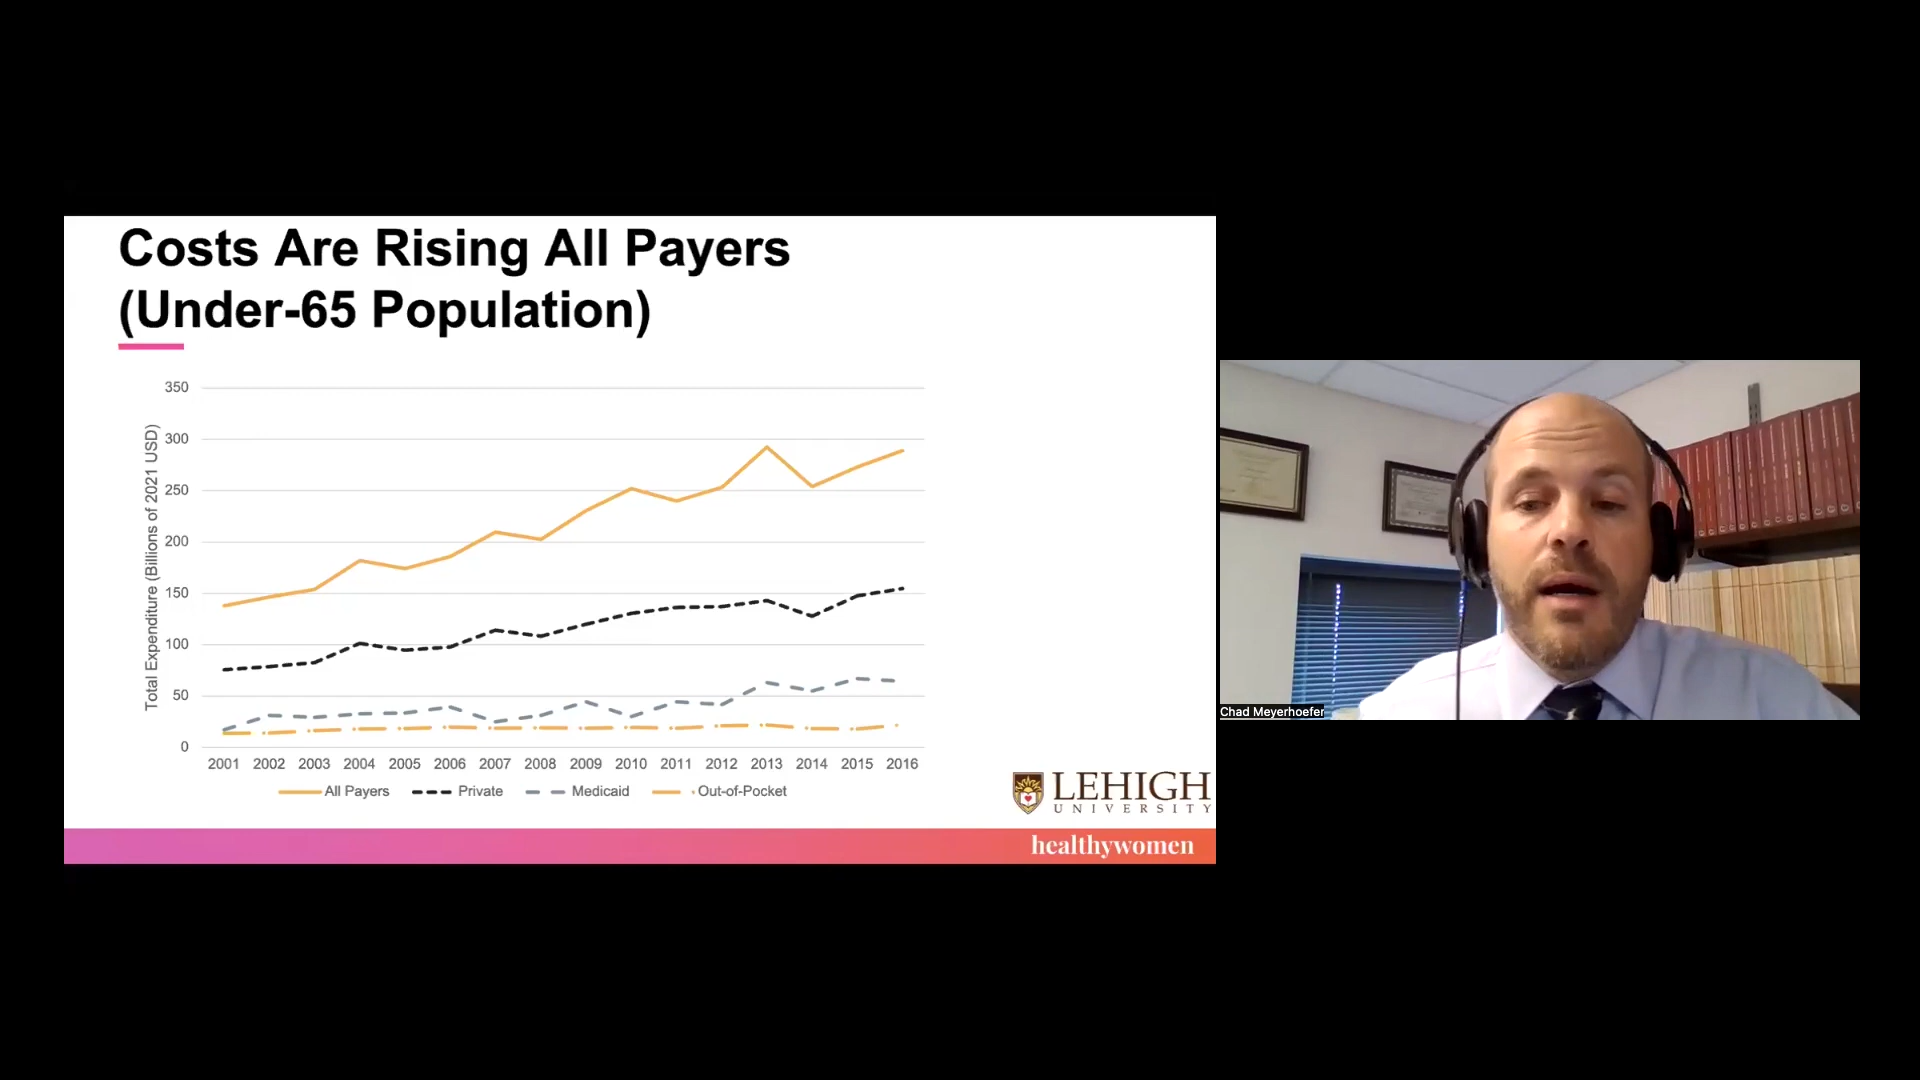 Costs Are Rising All Payers
(Under-65 Population)
Total Expenditure (Billions of 2021 USD)
350
300
250
200
150
100
50
0
2001 2002 2003 2004 2005 2006 2007 2008 2009 2010 2011 2012 2013 2014 2015 2016
All Payers Private Medicaid Out-of-Pocket
LEHIGH
UNIVERSITY
healthywomen
Chad Meyerhoefer